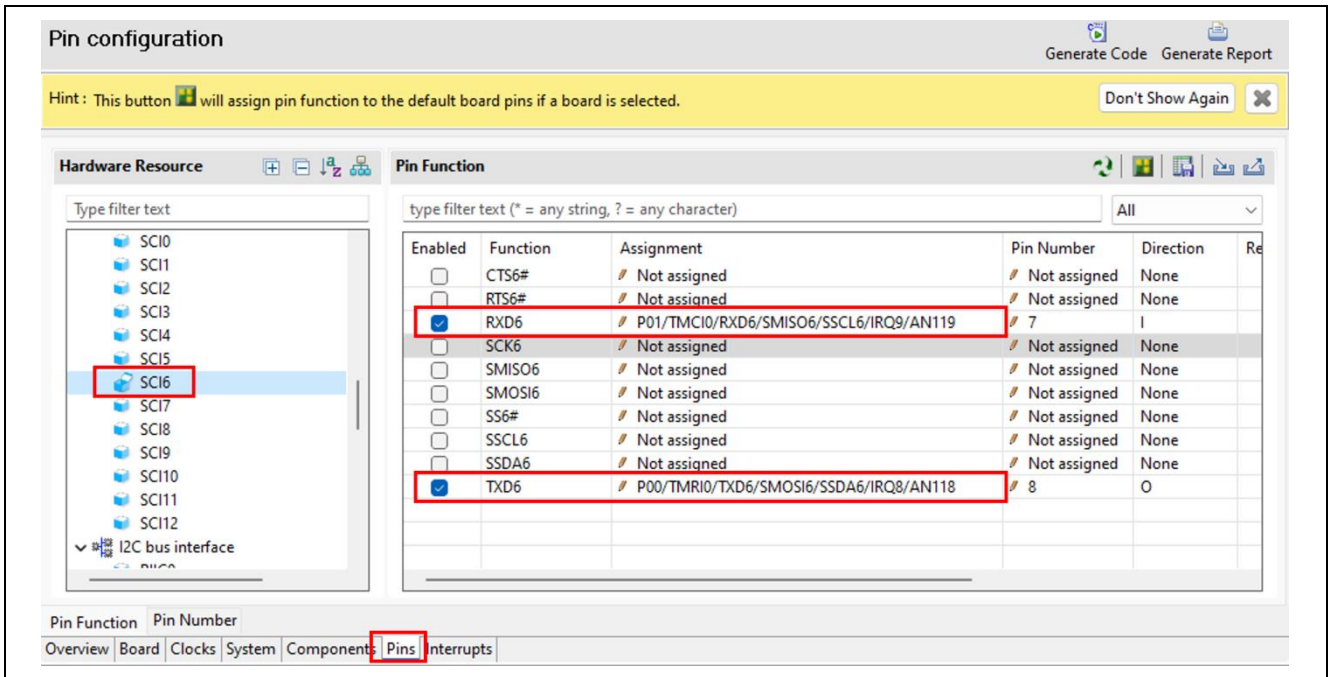 Pin configuration
Generate Code Generate Report
Hint : This button will assign pin function to the default board pins if a board is selected.
Don't Show Again
Hardware Resource
Type filter text
SCI0
SCI1
SCI2
SCI3
SCI4
SCI5
SCI6
SCI7
SCI8
SCI9
SCI10
SCI11
SCI12
I2C bus interface
Pin Function
type filter text (* = any string, ? = any character)
All
Enabled Function Assignment Pin Number Direction Re
CTS6# Not assigned Not assigned None
RTS6# Not assigned Not assigned None
RXD6 P01/TMCI0/RXD6/SMISO6/SSCL6/IRQ9/AN119 7 I
SCK6 Not assigned Not assigned None
SMISO6 Not assigned Not assigned None
SMOSI6 Not assigned Not assigned None
SS6# Not assigned Not assigned None
SSCL6 Not assigned Not assigned None
SSDA6 Not assigned Not assigned None
TXD6 P00/TMRI0/TXD6/SMOSI6/SSDA6/IRQ8/AN118 8 O
Pin Function Pin Number
Overview Board Clocks System Components Pins Interrupts